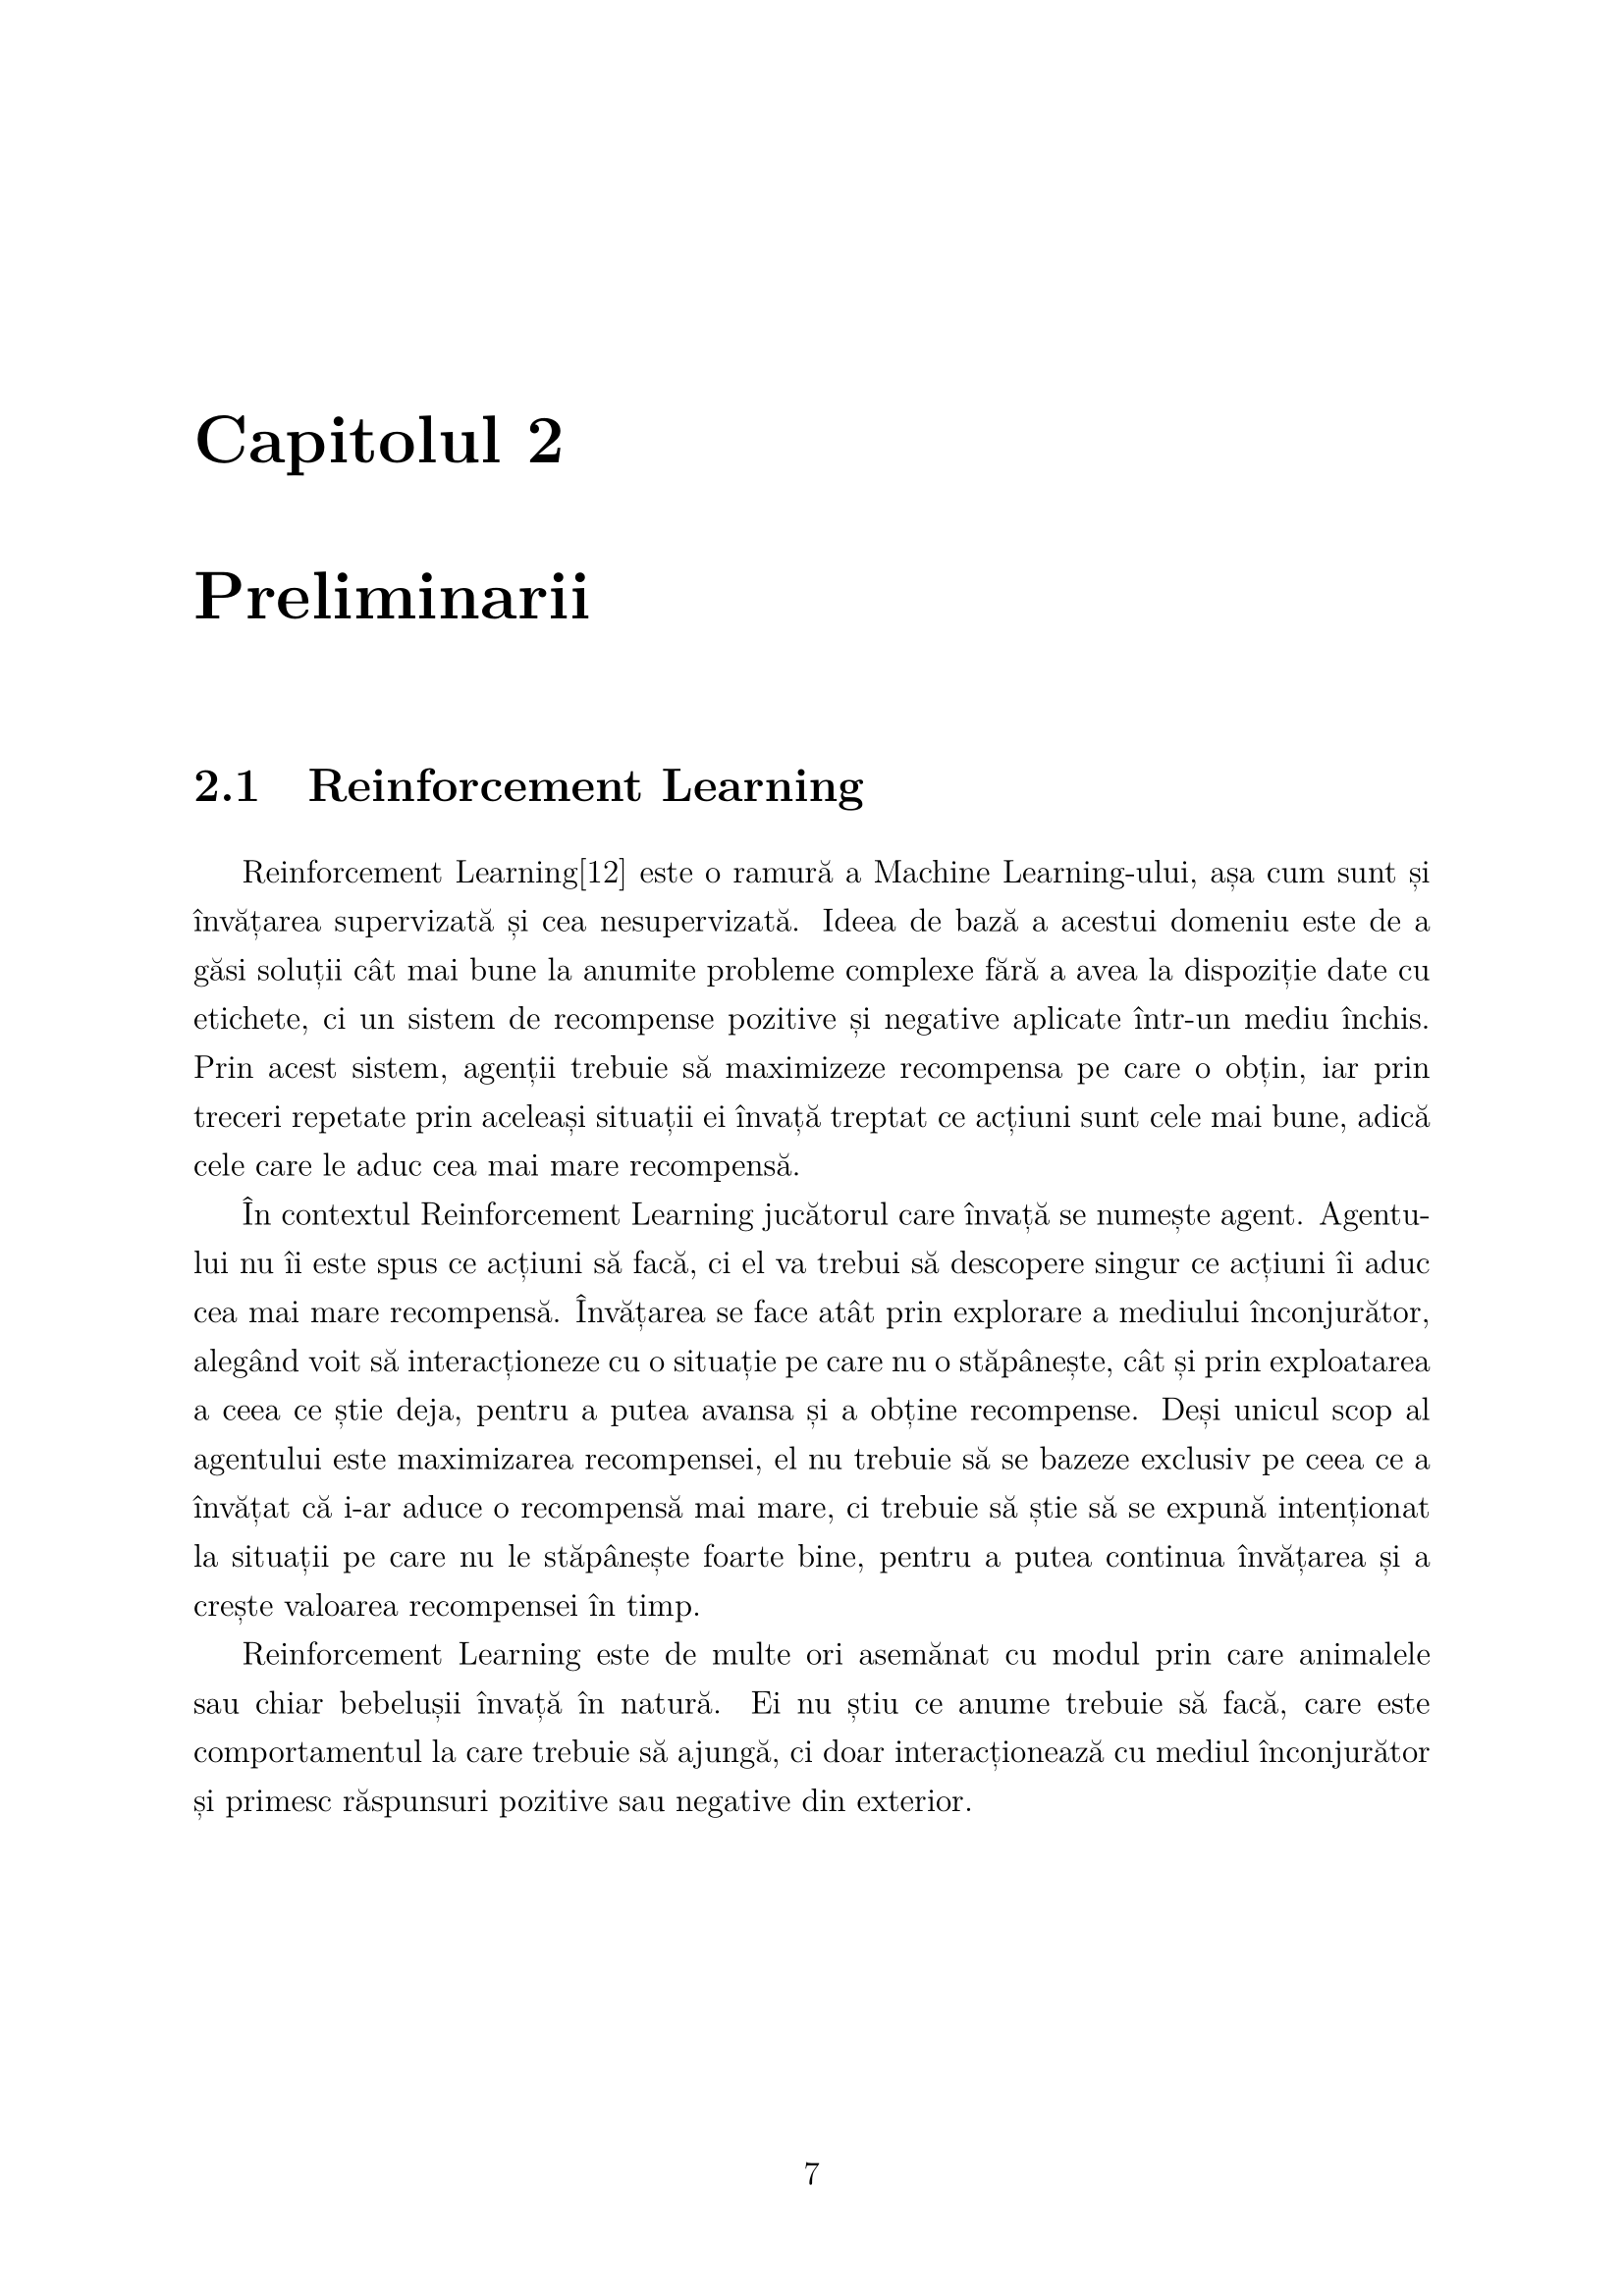 Capitolul 2
Preliminarii
2.1 Reinforcement Learning
Reinforcement Learning[12] este o ramură a Machine Learning-ului, așa cum sunt și
învățarea supervizată și cea nesupervizată. Ideea de bază a acestui domeniu este de a
găsi soluții cât mai bune la anumite probleme complexe fără a avea la dispoziție date cu
etichete, ci un sistem de recompense pozitive și negative aplicate într-un mediu închis.
Prin acest sistem, agenții trebuie să maximizeze recompensa pe care o obțin, iar prin
treceri repetate prin aceleași situații ei învață treptat ce acțiuni sunt cele mai bune, adică
cele care le aduc cea mai mare recompensă.
În contextul Reinforcement Learning jucătorul care învață se numește agent. Agentu-
lui nu îi este spus ce acțiuni să facă, ci el va trebui să descopere singur ce acțiuni îi aduc
cea mai mare recompensă. Învățarea se face atât prin explorare a mediului înconjurător,
alegând voit să interacționeze cu o situație pe care nu o stăpânește, cât și prin exploatarea
a ceea ce știe deja, pentru a putea avansa și a obține recompense. Deși unicul scop al
agentului este maximizarea recompensei, el nu trebuie să se bazeze exclusiv pe ceea ce a
învățat că i-ar aduce o recompensă mai mare, ci trebuie să știe să se expună intenționat
la situații pe care nu le stăpânește foarte bine, pentru a putea continua învățarea și a
crește valoarea recompensei în timp.
Reinforcement Learning este de multe ori asemănat cu modul prin care animalele
sau chiar bebelușii învață în natură. Ei nu știu ce anume trebuie să facă, care este
comportamentul la care trebuie să ajungă, ci doar interacționează cu mediul înconjurător
și primesc răspunsuri pozitive sau negative din exterior.
7